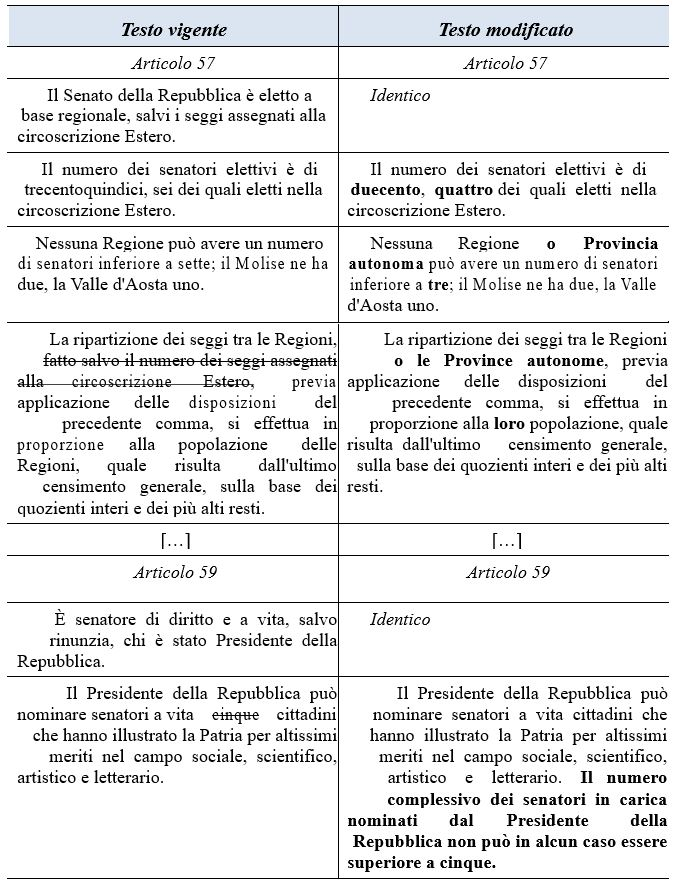 Testo vigente
Testo modificato
Articolo 57
Articolo 57
Il Senato della Repubblica è eletto a
base regionale, salvi i seggi assegnati alla
circoscrizione Estero.
Identico
Il numero dei senatori elettivi è di
trecentoquindici, sei dei quali eletti nella
circoscrizione Estero.
Il numero dei senatori elettivi è di
duecento, quattro dei quali eletti nella
circoscrizione Estero.
Nessuna Regione può avere un numero
di senatori inferiore a sette; il Molise ne ha
due, la Valle d'Aosta uno.
Nessuna Regione o Provincia
autonoma può avere un numero di senatori
inferiore a tre; il Molise ne ha due, la Valle
d'Aosta uno.
La ripartizione dei seggi tra le Regioni,
fatto salvo il numero dei seggi assegnati
alla circoscrizione Estero, previa
applicazione delle disposizioni del
precedente comma, si effettua in
proporzione alla popolazione delle
Regioni, quale risulta dall'ultimo
censimento generale, sulla base dei
quozienti interi e dei più alti resti.
La ripartizione dei seggi tra le Regioni
o le Province autonome, previa
applicazione delle disposizioni del
precedente comma, si effettua in
proporzione alla loro popolazione, quale
risulta dall'ultimo censimento generale,
sulla base dei quozienti interi e dei più alti
resti.
[…]
[…]
Articolo 59
Articolo 59
È senatore di diritto e a vita, salvo
rinunzia, chi è stato Presidente della
Repubblica.
Identico
Il Presidente della Repubblica può
nominare senatori a vita cinque cittadini
che hanno illustrato la Patria per altissimi
meriti nel campo sociale, scientifico,
artistico e letterario.
Il Presidente della Repubblica può
nominare senatori a vita cittadini che
hanno illustrato la Patria per altissimi
meriti nel campo sociale, scientifico,
artistico e letterario. Il numero
complessivo dei senatori in carica
nominati dal Presidente della
Repubblica non può in alcun caso essere
superiore a cinque.